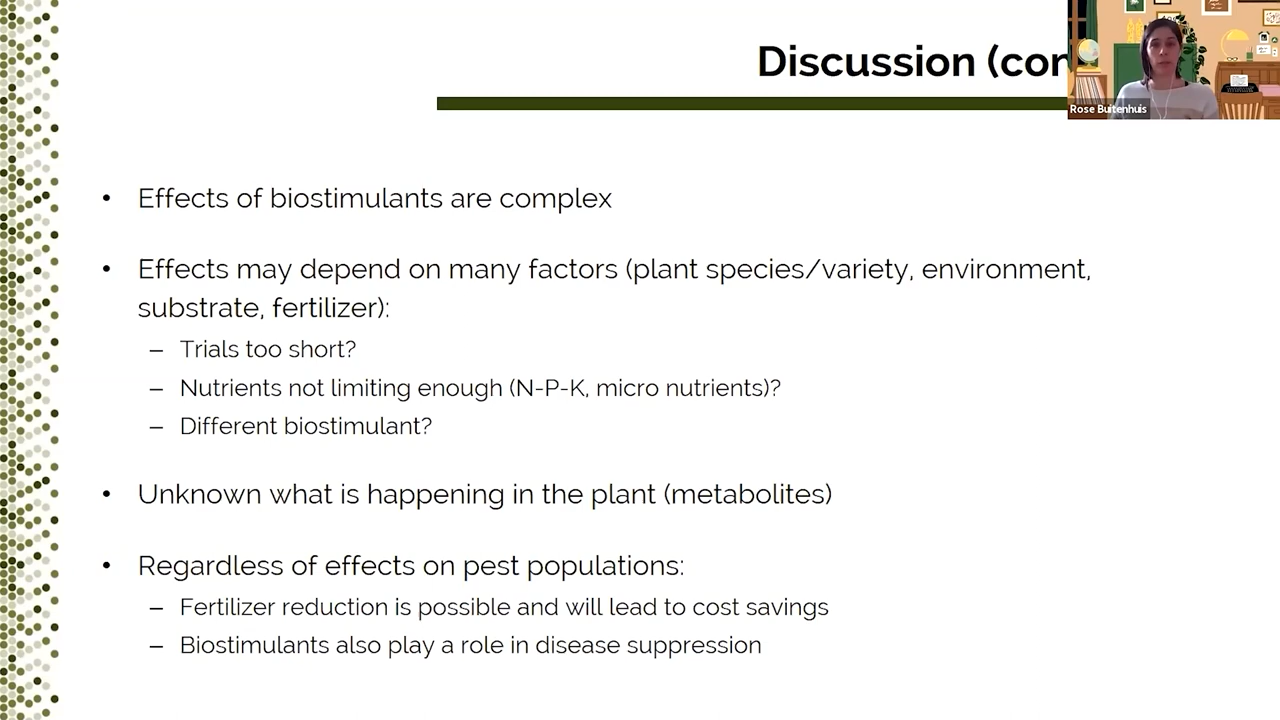 Discussion (con
Rose Buitenhuis
• Effects of biostimulants are complex
• Effects may depend on many factors (plant species/variety, environment,
substrate, fertilizer):
– Trials too short?
– Nutrients not limiting enough (N-P-K, micro nutrients)?
– Different biostimulant?
• Unknown what is happening in the plant (metabolites)
• Regardless of effects on pest populations:
– Fertilizer reduction is possible and will lead to cost savings
– Biostimulants also play a role in disease suppression